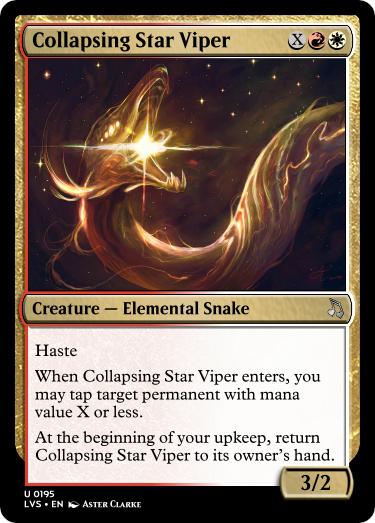 Collapsing Star Viper X
Creature — Elemental Snake
Haste
When Collapsing Star Viper enters, you
may tap target permanent with mana
value X or less.
At the beginning of your upkeep, return
Collapsing Star Viper to its owner's hand.
3/2
U 0195
LVS • EN Aster Clarke